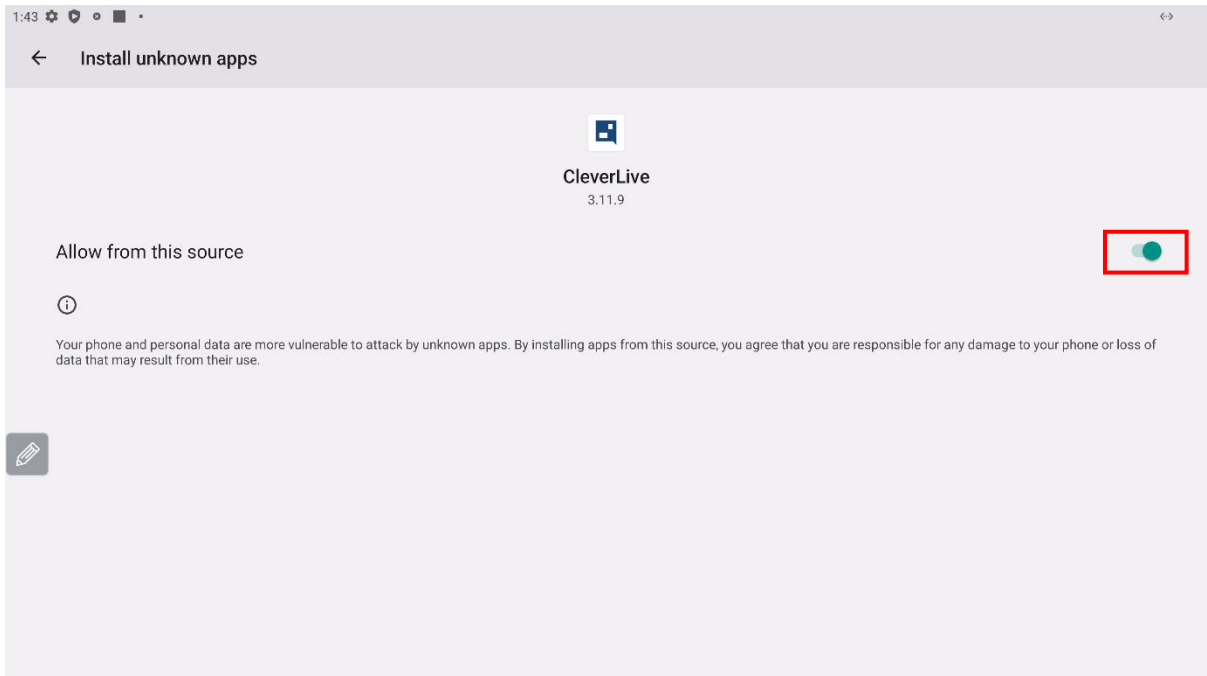 1:43
Install unknown apps
CleverLive
3.11.9
Allow from this source
Your phone and personal data are more vulnerable to attack by unknown apps. By installing apps from this source, you agree that you are responsible for any damage to your phone or loss of
data that may result from their use.